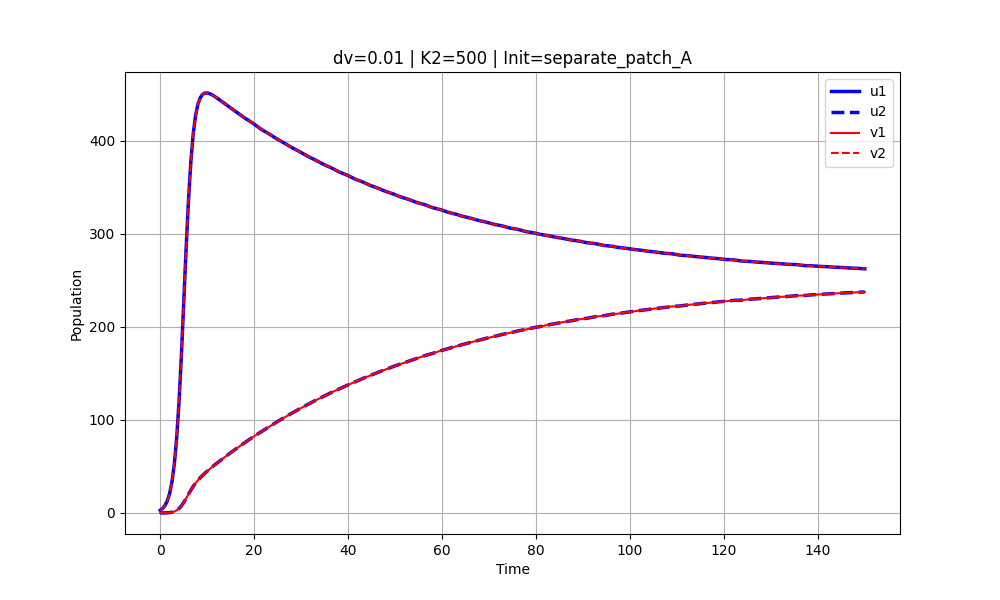 dv=0.01 | K2=500 | Init=separate_patch_A
u1
u2
v1
v2
Population
400
300
200
100
0
0 20 40 60 80 100 120 140
Time